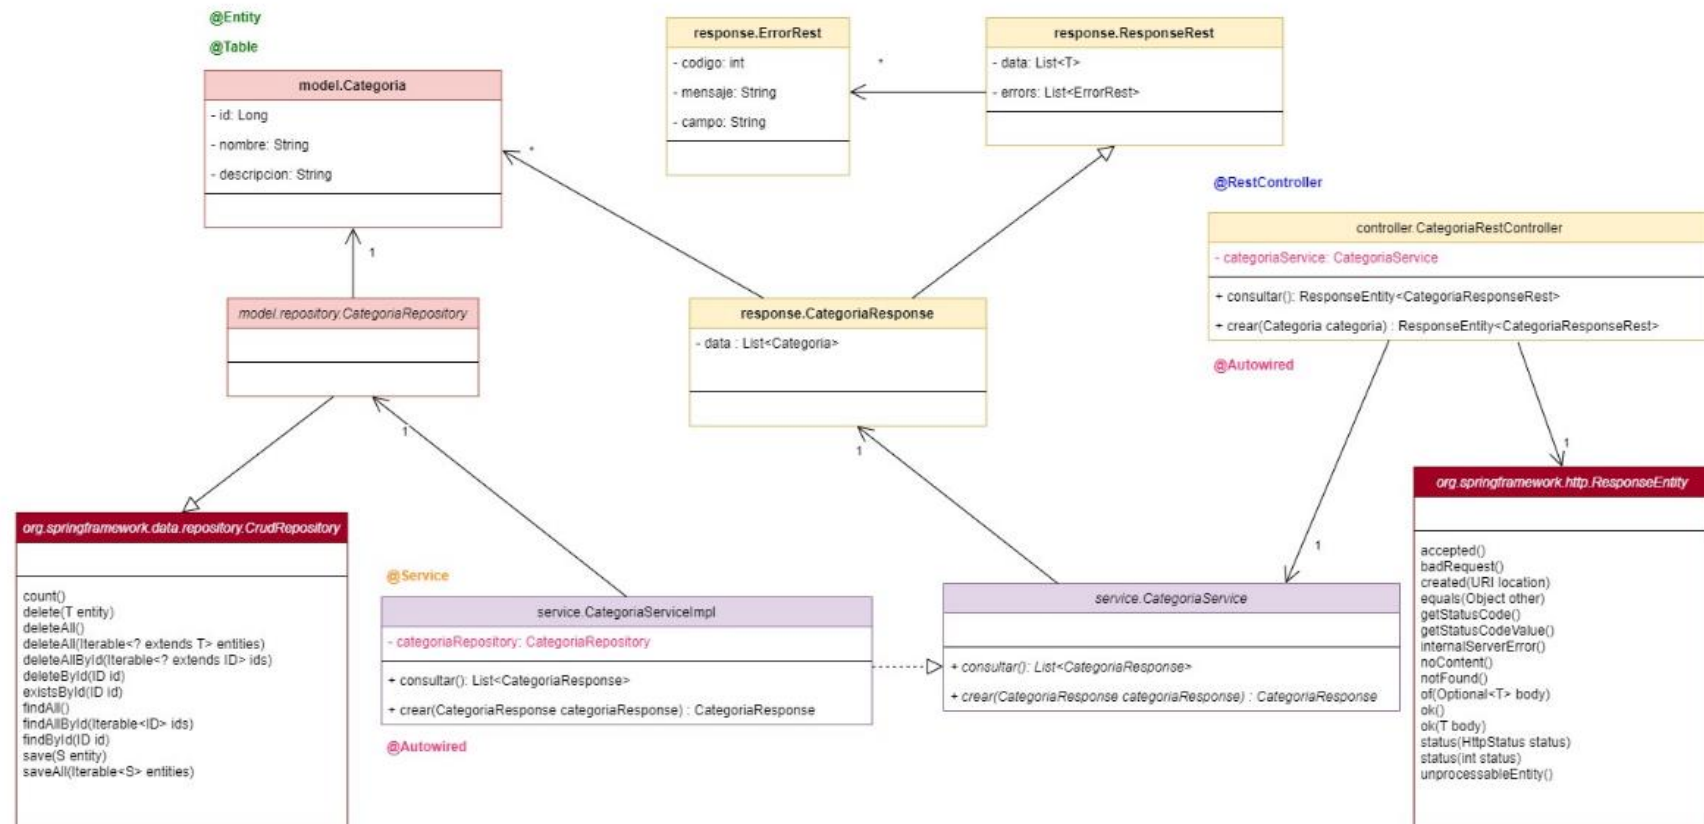 @Entity
@Table
model.Categoria
- id: Long
- nombre: String
- descripcion: String
response.ErrorRest
- codigo: int
- mensaje: String
- campo: String
*
response.ResponseRest
- data: List<T>
- errors: List<ErrorRest>
*
1
@RestController
controller.CategoriaRestController
- categoriaService: CategoriaService
+ consultar(): ResponseEntity<CategoriaResponseRest>
+ crear(Categoria categoria) : ResponseEntity<CategoriaResponseRest>
@Autowired
model.repository.CategoriaRepository
response.CategoriaResponse
- data : List<Categoria>
1
1
1
1
org.springframework.data.repository.CrudRepository
count()
delete(T entity)
deleteAll()
deleteAll(Iterable<? extends T> entities)
deleteAllById(Iterable<? extends ID> ids)
deleteById(ID id)
existsById(ID id)
findAll()
findAllById(Iterable<ID> ids)
findById(ID id)
save(S entity)
saveAll(Iterable<S> entities)
@Service
service.CategoriaServiceImpl
- categoriaRepository: CategoriaRepository
+ consultar(): List<CategoriaResponse>
+ crear(CategoriaResponse categoriaResponse) : CategoriaResponse
@Autowired
service.CategoriaService
+ consultar(): List<CategoriaResponse>
+ crear(CategoriaResponse categoriaResponse) : CategoriaResponse
org.springframework.http.ResponseEntity
accepted()
badRequest()
created(URI location)
equals(Object other)
getStatusCode()
getStatusCodeValue()
internalServerError()
noContent()
notFound()
of(Optional<T> body)
ok()
ok(T body)
status(HttpStatus status)
status(int status)
unprocessableEntity()